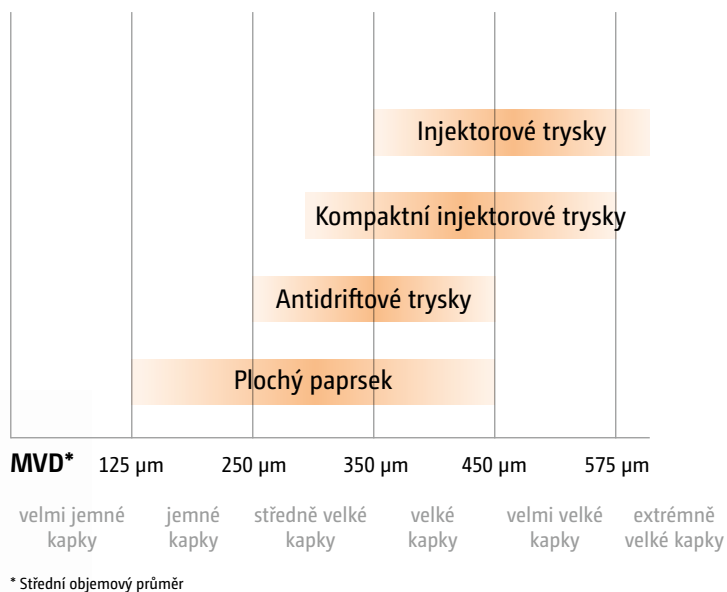 Injektorové trysky
Kompaktní injektorové trysky
Antidriftové trysky
Plochý paprsek
MVD* 125 µm 250 µm 350 µm 450 µm 575 µm
velmi jemné jemné středně velké velké velmi velké extrémně
kapky kapky kapky kapky kapky velké kapky
* Střední objemový průměr